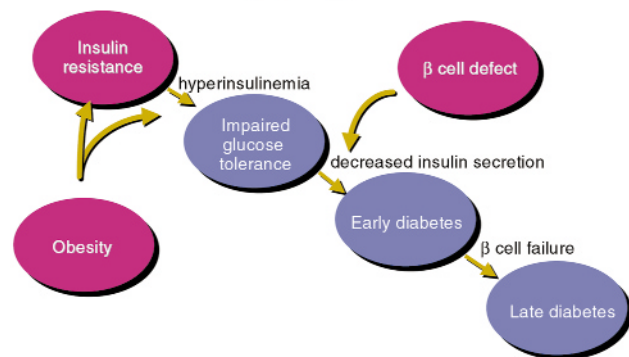 Insulin
resistance
β cell defect
hyperinsulinemia
Impaired
glucose
tolerance
decreased insulin secretion
Obesity
Early diabetes
β cell failure
Late diabetes